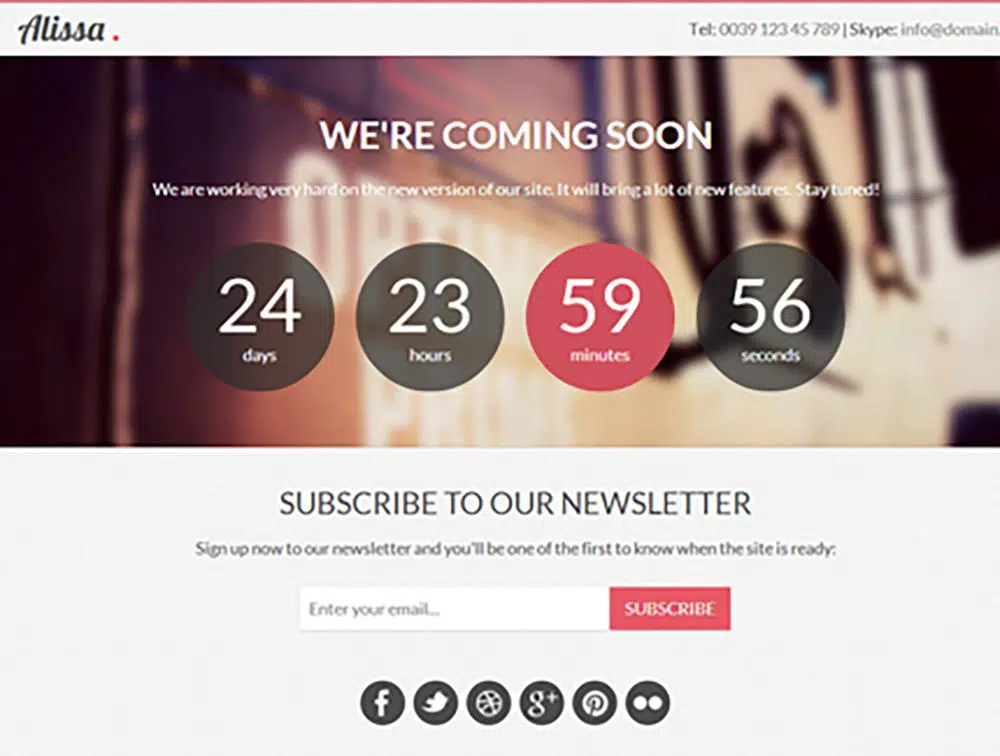 Alissa.
Tel: 0039 123 45 789 | Skype: info@domain.
WE'RE COMING SOON
We are working very hard on the new version of our site. It will bring a lot of new features. Stay tuned!
24 23 59 56
days hours minutes seconds
SUBSCRIBE TO OUR NEWSLETTER
Sign up now to our newsletter and you'll be one of the first to know when the site is ready:
Enter your email... SUBSCRIBE